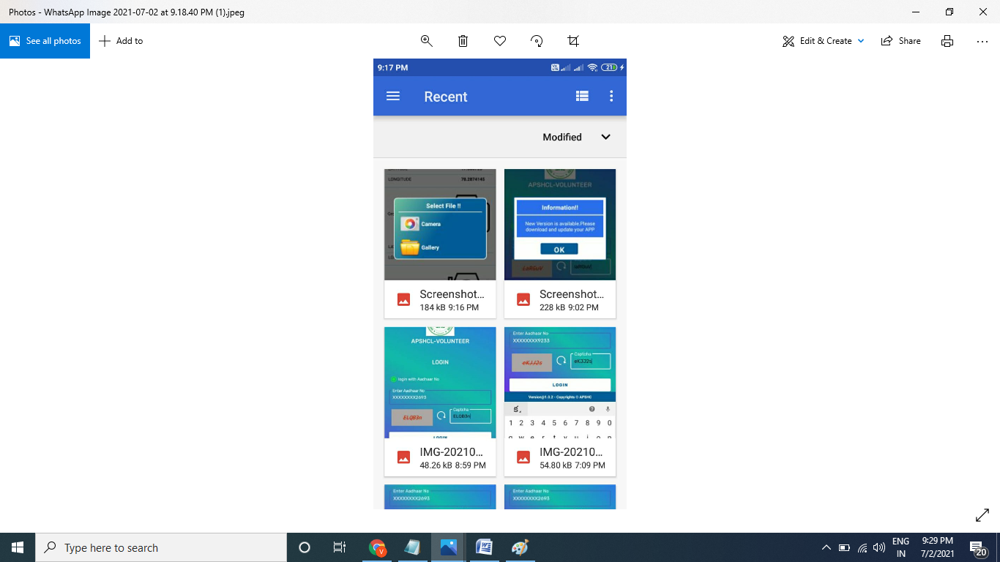 Photos - WhatsApp Image 2021-07-02 at 9.18.40 PM (1).jpeg
See all photos
Add to
Edit & Create
Share
9:17 PM
21
Recent
Modified
LONGITUDE 78.2874145
Select File !!
Camera
Gallery
Screenshot...
184 kB 9:16 PM
APSHCL-VOLUNTEER
Information!!
New Version is available.Please
download and update your APP
OK
Screenshot...
228 kB 9:02 PM
APSHCL-VOLUNTEER
LOGIN
login with Aadhaar No
Enter Aadhaar No
XXXXXXXX2693
ELQB3n
Captcha
ELQB3n
LOGIN
IMG-20210...
48.26 kB 8:59 PM
Enter Aadhaar No
XXXXXXXX9233
eKJJ2s
Captcha
eKJJ2s
LOGIN
Version@1.0.2 - Copyrights © APSHC
1 2 3 4 5 6 7 8 9 0
IMG-20210...
54.80 kB 7:09 PM
Enter Aadhaar No
XXXXXXXX2693
Enter Aadhaar No
XXXXXXXX2693
Type here to search
V
W
ENG
IN
9:29 PM
7/2/2021
20